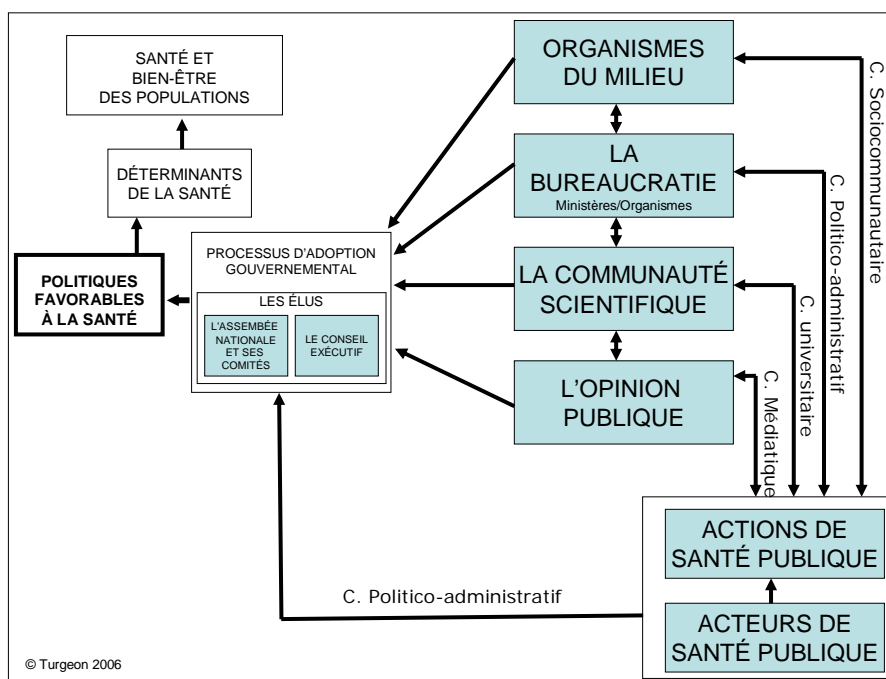 SANTÉ ET
BIEN-ÊTRE
DES POPULATIONS
DÉTERMINANTS
DE LA SANTÉ
POLITIQUES
FAVORABLES
À LA SANTÉ
PROCESSUS D'ADOPTION
GOUVERNEMENTAL
LES ÉLUS
L'ASSEMBÉE
NATIONALE
ET SES
COMITÉS
LE CONSEIL
EXÉCUTIF
ORGANISMES
DU MILIEU
LA
BUREAUCRATIE
Ministères/Organismes
LA COMMUNAUTÉ
SCIENTIFIQUE
L'OPINION
PUBLIQUE
C. Médiatique
C. universitaire
C. Politico-administratif
C. Sociocommunautaire
ACTIONS DE
SANTÉ PUBLIQUE
ACTEURS DE
SANTÉ PUBLIQUE
C. Politico-administratif
© Turgeon 2006